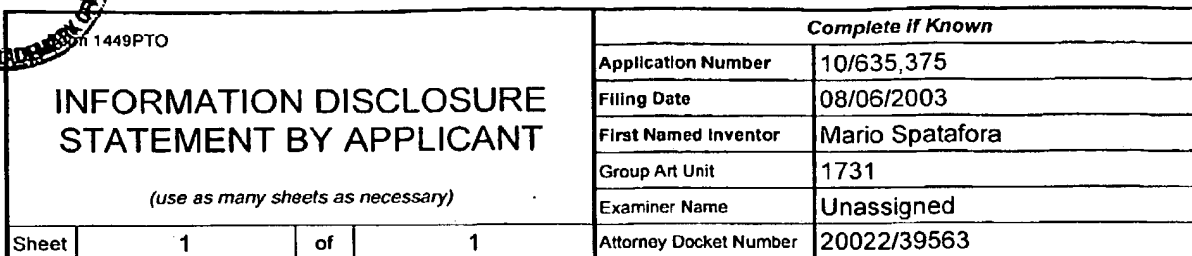 1449PTO
INFORMATION DISCLOSURE
STATEMENT BY APPLICANT
(use as many sheets as necessary)
Sheet 1 of 1
Complete if Known
Application Number 10/635,375
Filing Date 08/06/2003
First Named Inventor Mario Spatafora
Group Art Unit 1731
Examiner Name Unassigned
Attorney Docket Number 20022/39563